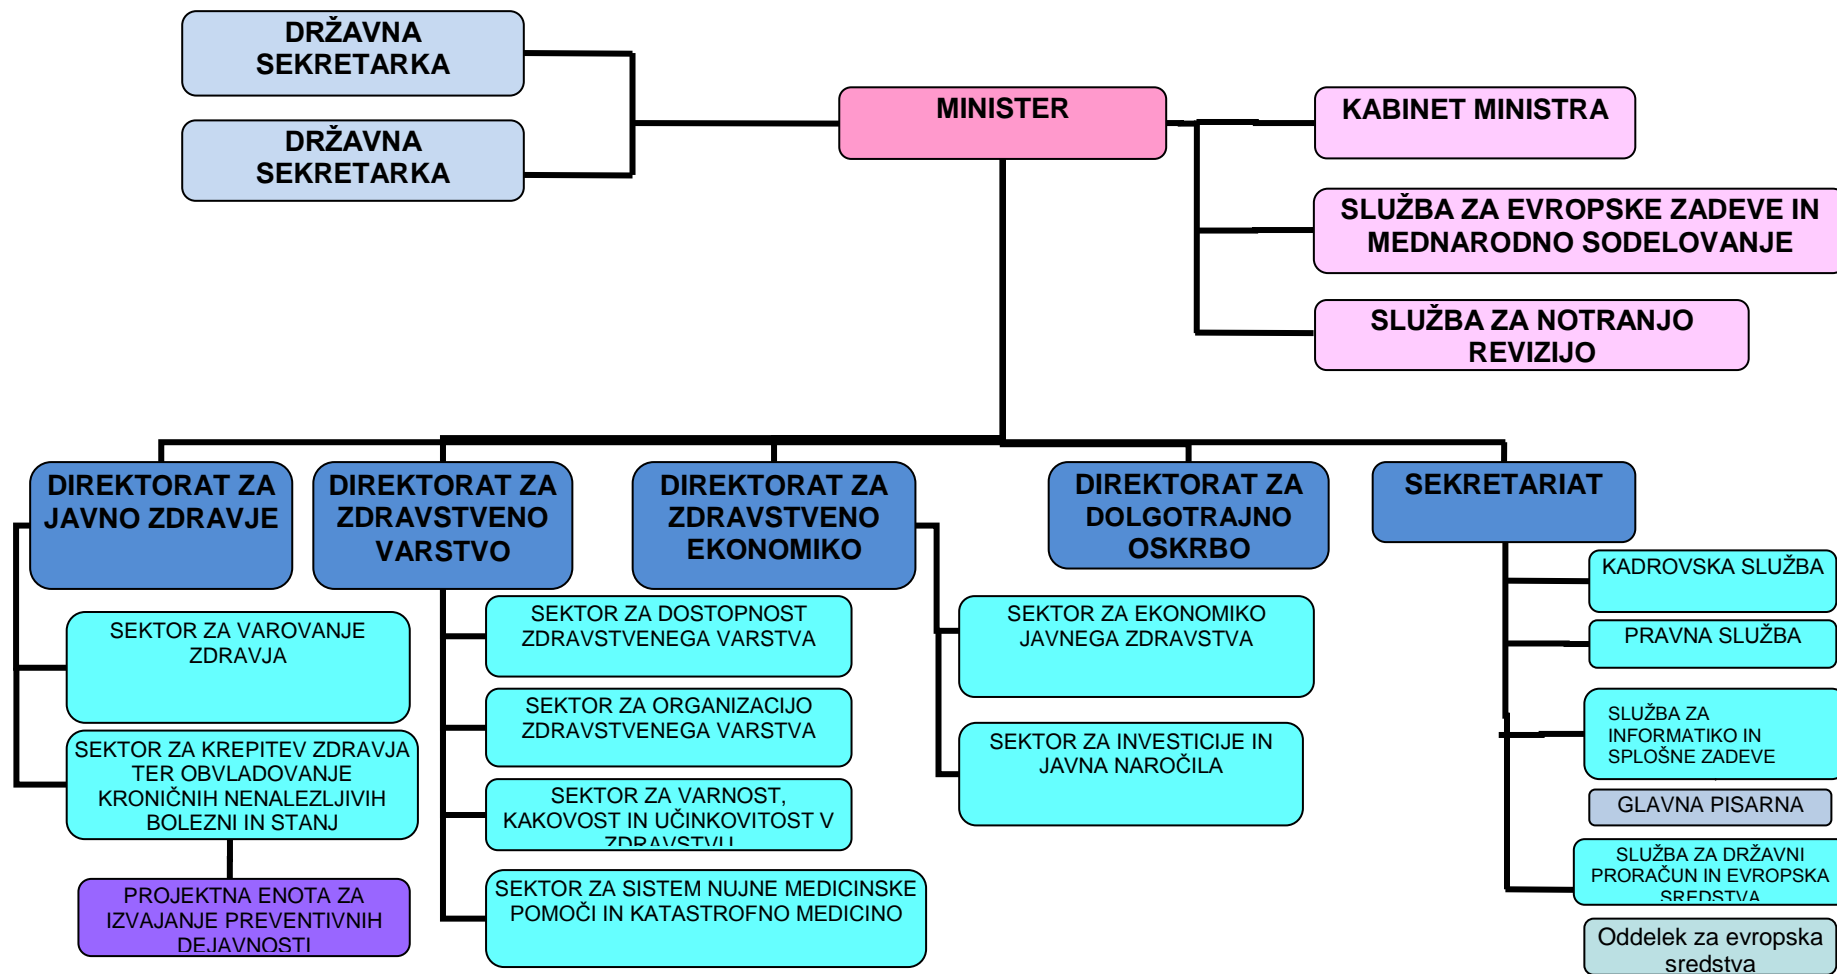 DRŽAVNA
SEKRETARKA
DRŽAVNA
SEKRETARKA
MINISTER
KABINET MINISTRA
SLUŽBA ZA EVROPSKE ZADEVE IN
MEDNARODNO SODELOVANJE
SLUŽBA ZA NOTRANJO
REVIZIJO
DIREKTORAT ZA
JAVNO ZDRAVJE
DIREKTORAT ZA
ZDRAVSTVENO
VARSTVO
DIREKTORAT ZA
ZDRAVSTVENO
EKONOMIKO
DIREKTORAT ZA
DOLGOTRAJNO
OSKRBO
SEKRETARIAT
SEKTOR ZA VAROVANJE
ZDRAVJA
SEKTOR ZA KREPITEV ZDRAVJA
TER OBVLADOVANJE
KRONIČNIH NENALEZLJIVIH
BOLEZNI IN STANJ
PROJEKTNA ENOTA ZA
IZVAJANJE PREVENTIVNIH
DEJAVNOSTI
SEKTOR ZA DOSTOPNOST
ZDRAVSTVENEGA VARSTVA
SEKTOR ZA ORGANIZACIJO
ZDRAVSTVENEGA VARSTVA
SEKTOR ZA VARNOST,
KAKOVOST IN UČINKOVITOST V
ZDRAVSTVU
SEKTOR ZA SISTEM NUJNE MEDICINSKE
POMOČI IN KATASTROFNO MEDICINO
SEKTOR ZA EKONOMIKO
JAVNEGA ZDRAVSTVA
SEKTOR ZA INVESTICIJE IN
JAVNA NAROČILA
KADROVSKA SLUŽBA
PRAVNA SLUŽBA
SLUŽBA ZA
INFORMATIKO IN
SPLOŠNE ZADEVE
GLAVNA PISARNA
SLUŽBA ZA DRŽAVNI
PRORAČUN IN EVROPSKA
SREDSTVA
Oddelek za evropska
sredstva